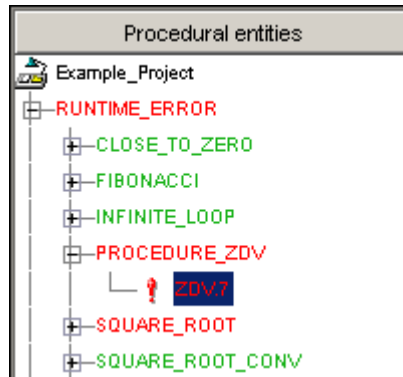 Procedural entities
Example_Project
RUNTIME_ERROR
CLOSE_TO_ZERO
FIBONACCI
INFINITE_LOOP
PROCEDURE_ZDV
ZDV.7
SQUARE_ROOT
SQUARE_ROOT_CONV